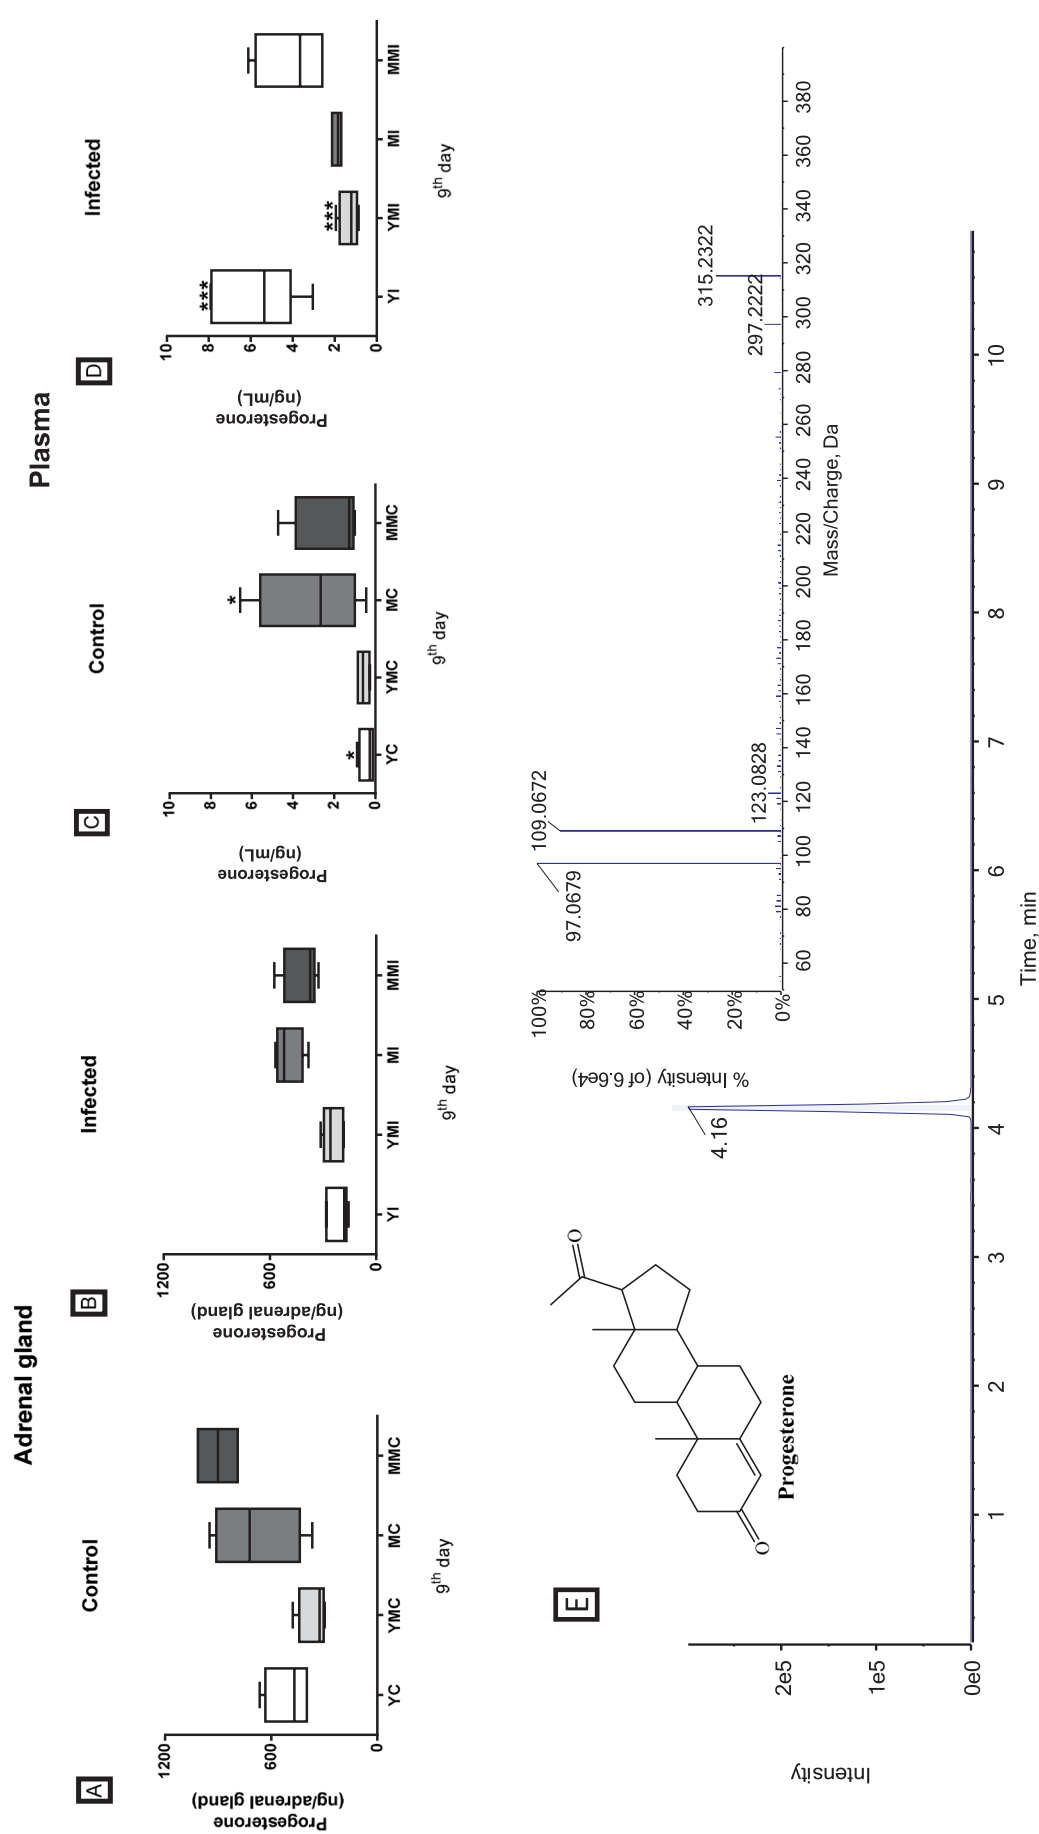 Adrenal gland
Plasma
A
Control
Progesterone
(ng/adrenal gland)
1200
600
0
YC
YMC
MC
MMC
9th day
B
Infected
Progesterone
(ng/adrenal gland)
1200
600
0
YI
YMI
MI
MMI
9th day
C
Control
Progesterone
(ng/mL)
10
8
6
4
2
0
*
*
YC
YMC
MC
MMC
9th day
D
Infected
Progesterone
(ng/mL)
10
8
6
4
2
0
***
***
YI
YMI
MI
MMI
9th day
E
O
O
Progesterone
Intensity
2e5
1e5
0e0
4.16
1
2
3
4
5
6
7
8
9
10
Time, min
% Intensity (of 6.6e4)
100%
80%
60%
40%
20%
0%
97.0679
109.0672
123.0828
297.2222
315.2322
60
80
100
120
140
160
180
200
220
240
260
280
300
320
340
360
380
Mass/Charge, Da